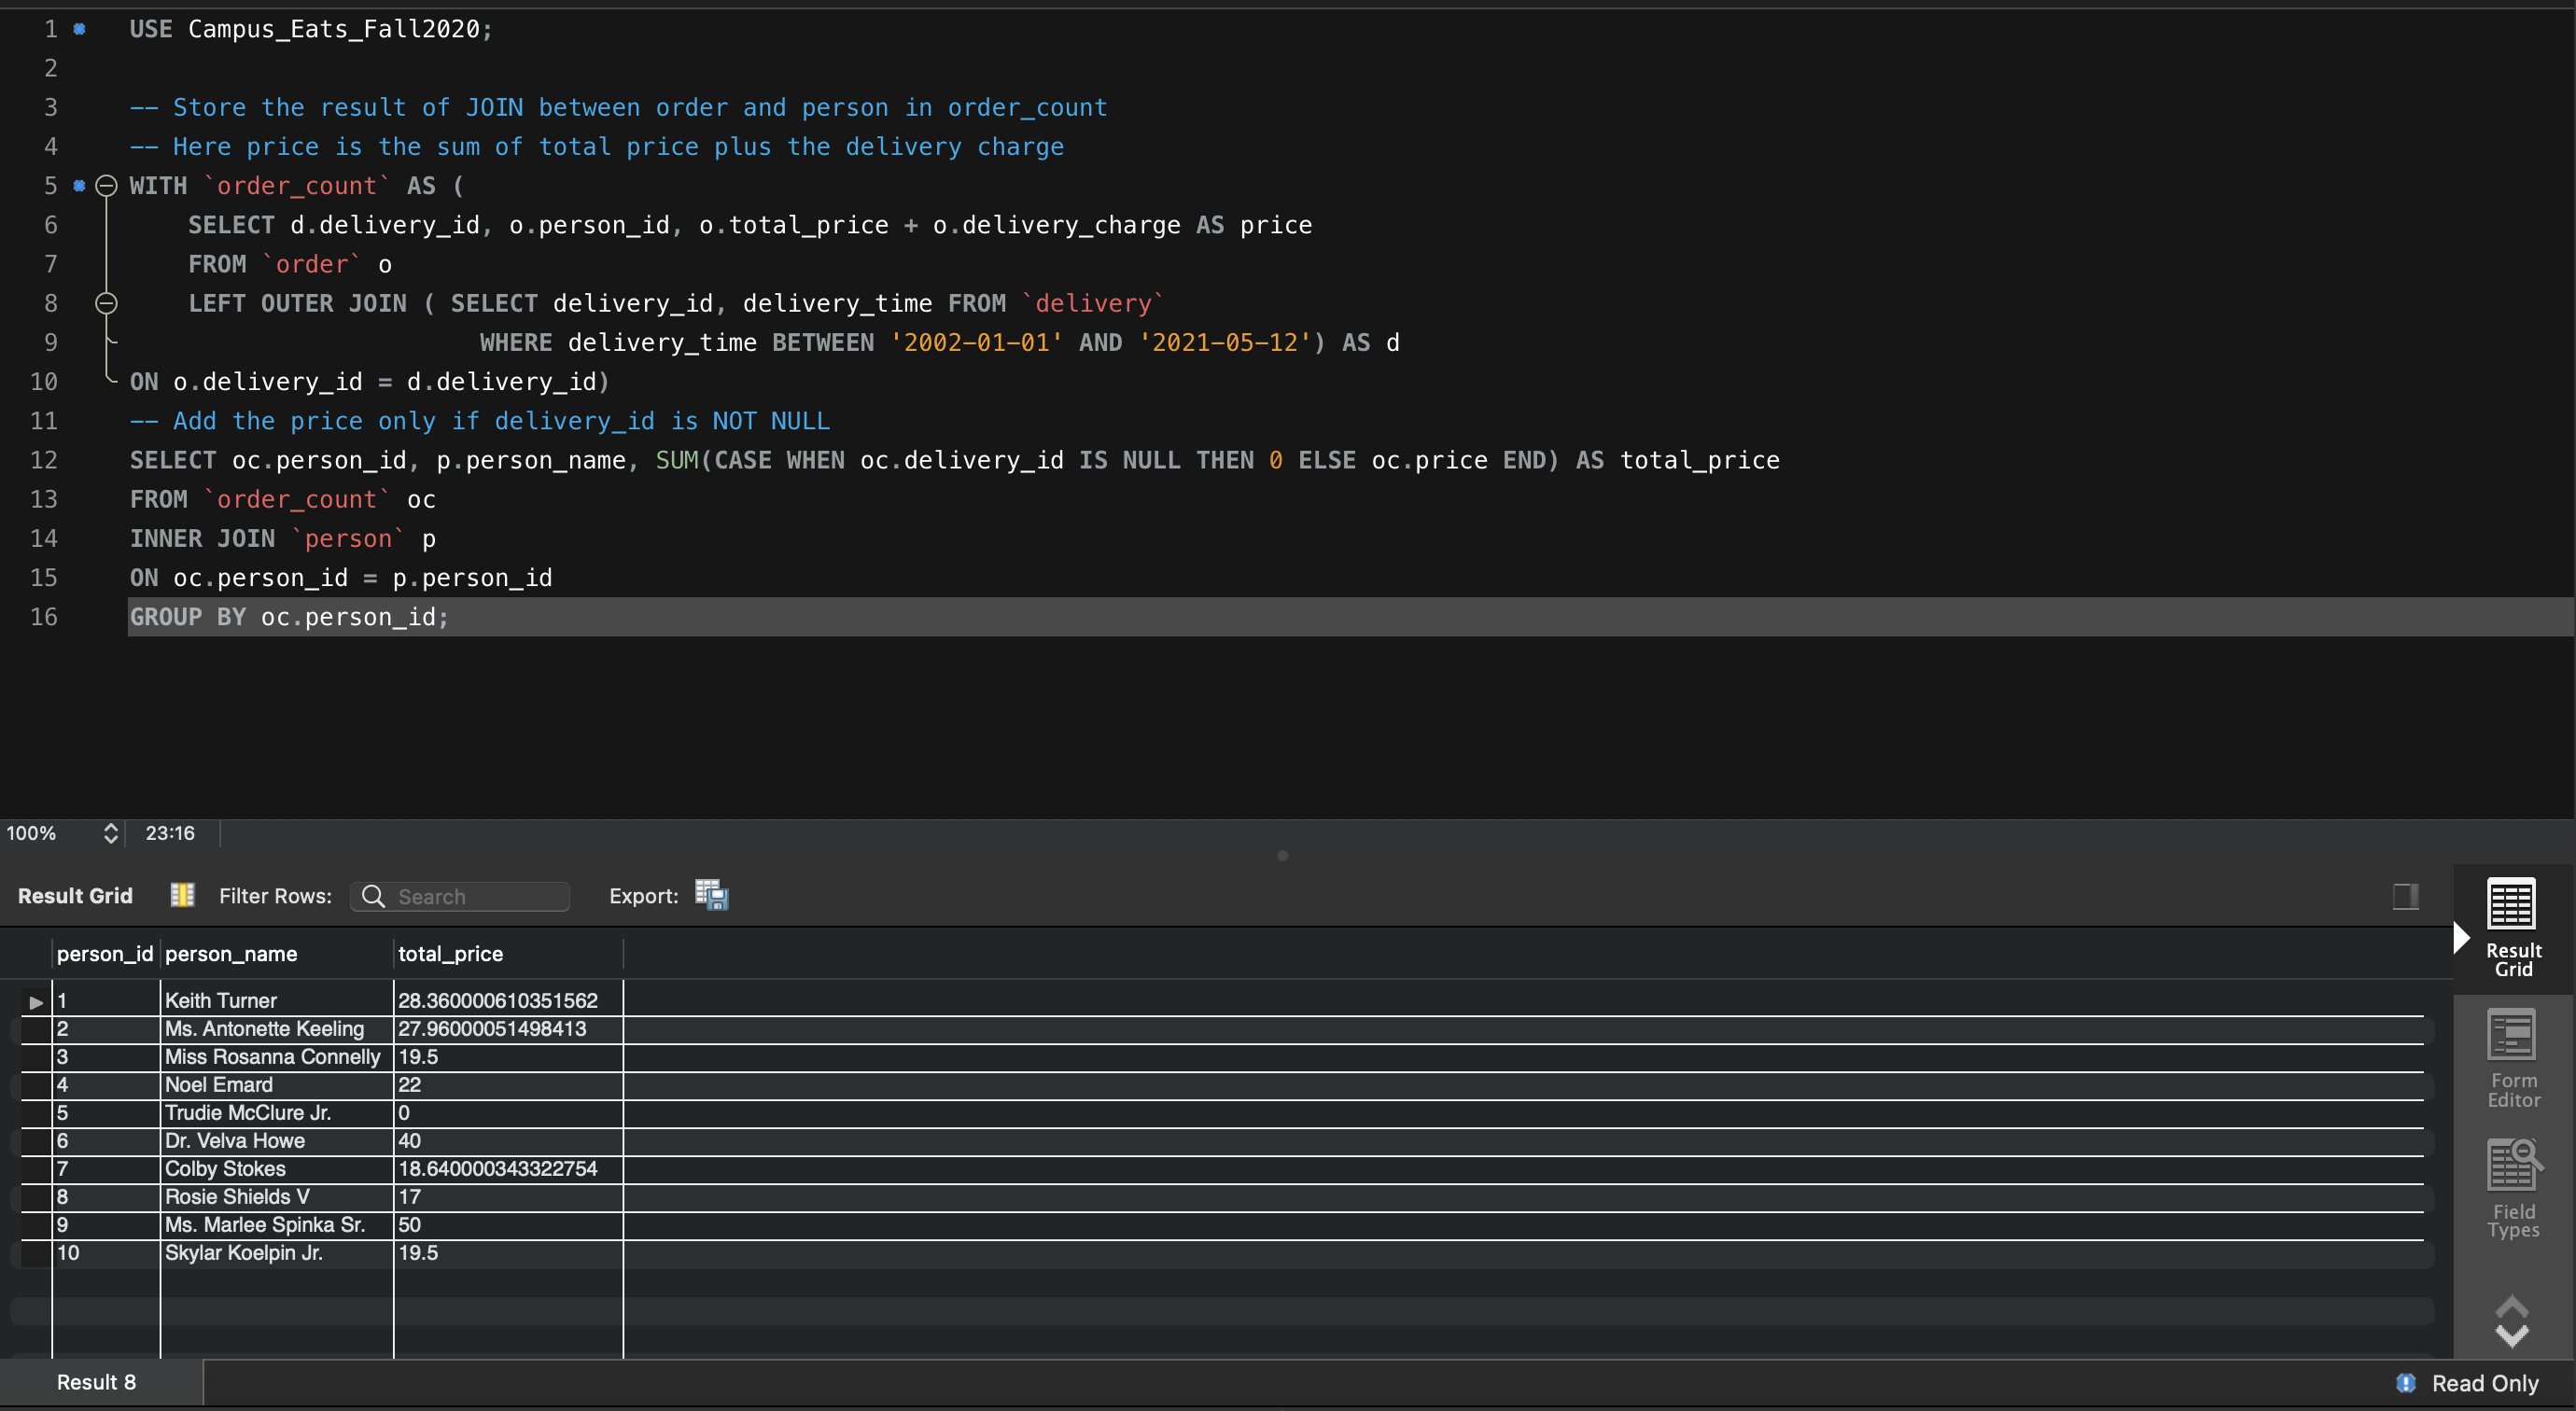 1 USE Campus_Eats_Fall2020;
2
3 -- Store the result of JOIN between order and person in order_count
4 -- Here price is the sum of total price plus the delivery charge
5 WITH `order_count` AS (
6 SELECT d.delivery_id, o.person_id, o.total_price + o.delivery_charge AS price
7 FROM `order` o
8 LEFT OUTER JOIN ( SELECT delivery_id, delivery_time FROM `delivery`
9 WHERE delivery_time BETWEEN '2002-01-01' AND '2021-05-12') AS d
10 ON o.delivery_id = d.delivery_id)
11 -- Add the price only if delivery_id is NOT NULL
12 SELECT oc.person_id, p.person_name, SUM(CASE WHEN oc.delivery_id IS NULL THEN 0 ELSE oc.price END) AS total_price
13 FROM `order_count` oc
14 INNER JOIN `person` p
15 ON oc.person_id = p.person_id
16 GROUP BY oc.person_id;
100% 23:16
Result Grid Filter Rows: Search Export:
person_id person_name total_price
1 Keith Turner 28.360000610351562
2 Ms. Antonette Keeling 27.96000051498413
3 Miss Rosanna Connelly 19.5
4 Noel Emard 22
5 Trudie McClure Jr. 0
6 Dr. Velva Howe 40
7 Colby Stokes 18.640000343322754
8 Rosie Shields V 17
9 Ms. Marlee Spinka Sr. 50
10 Skylar Koelpin Jr. 19.5
Result
Grid
Form
Editor
Field
Types
Result 8 Read Only